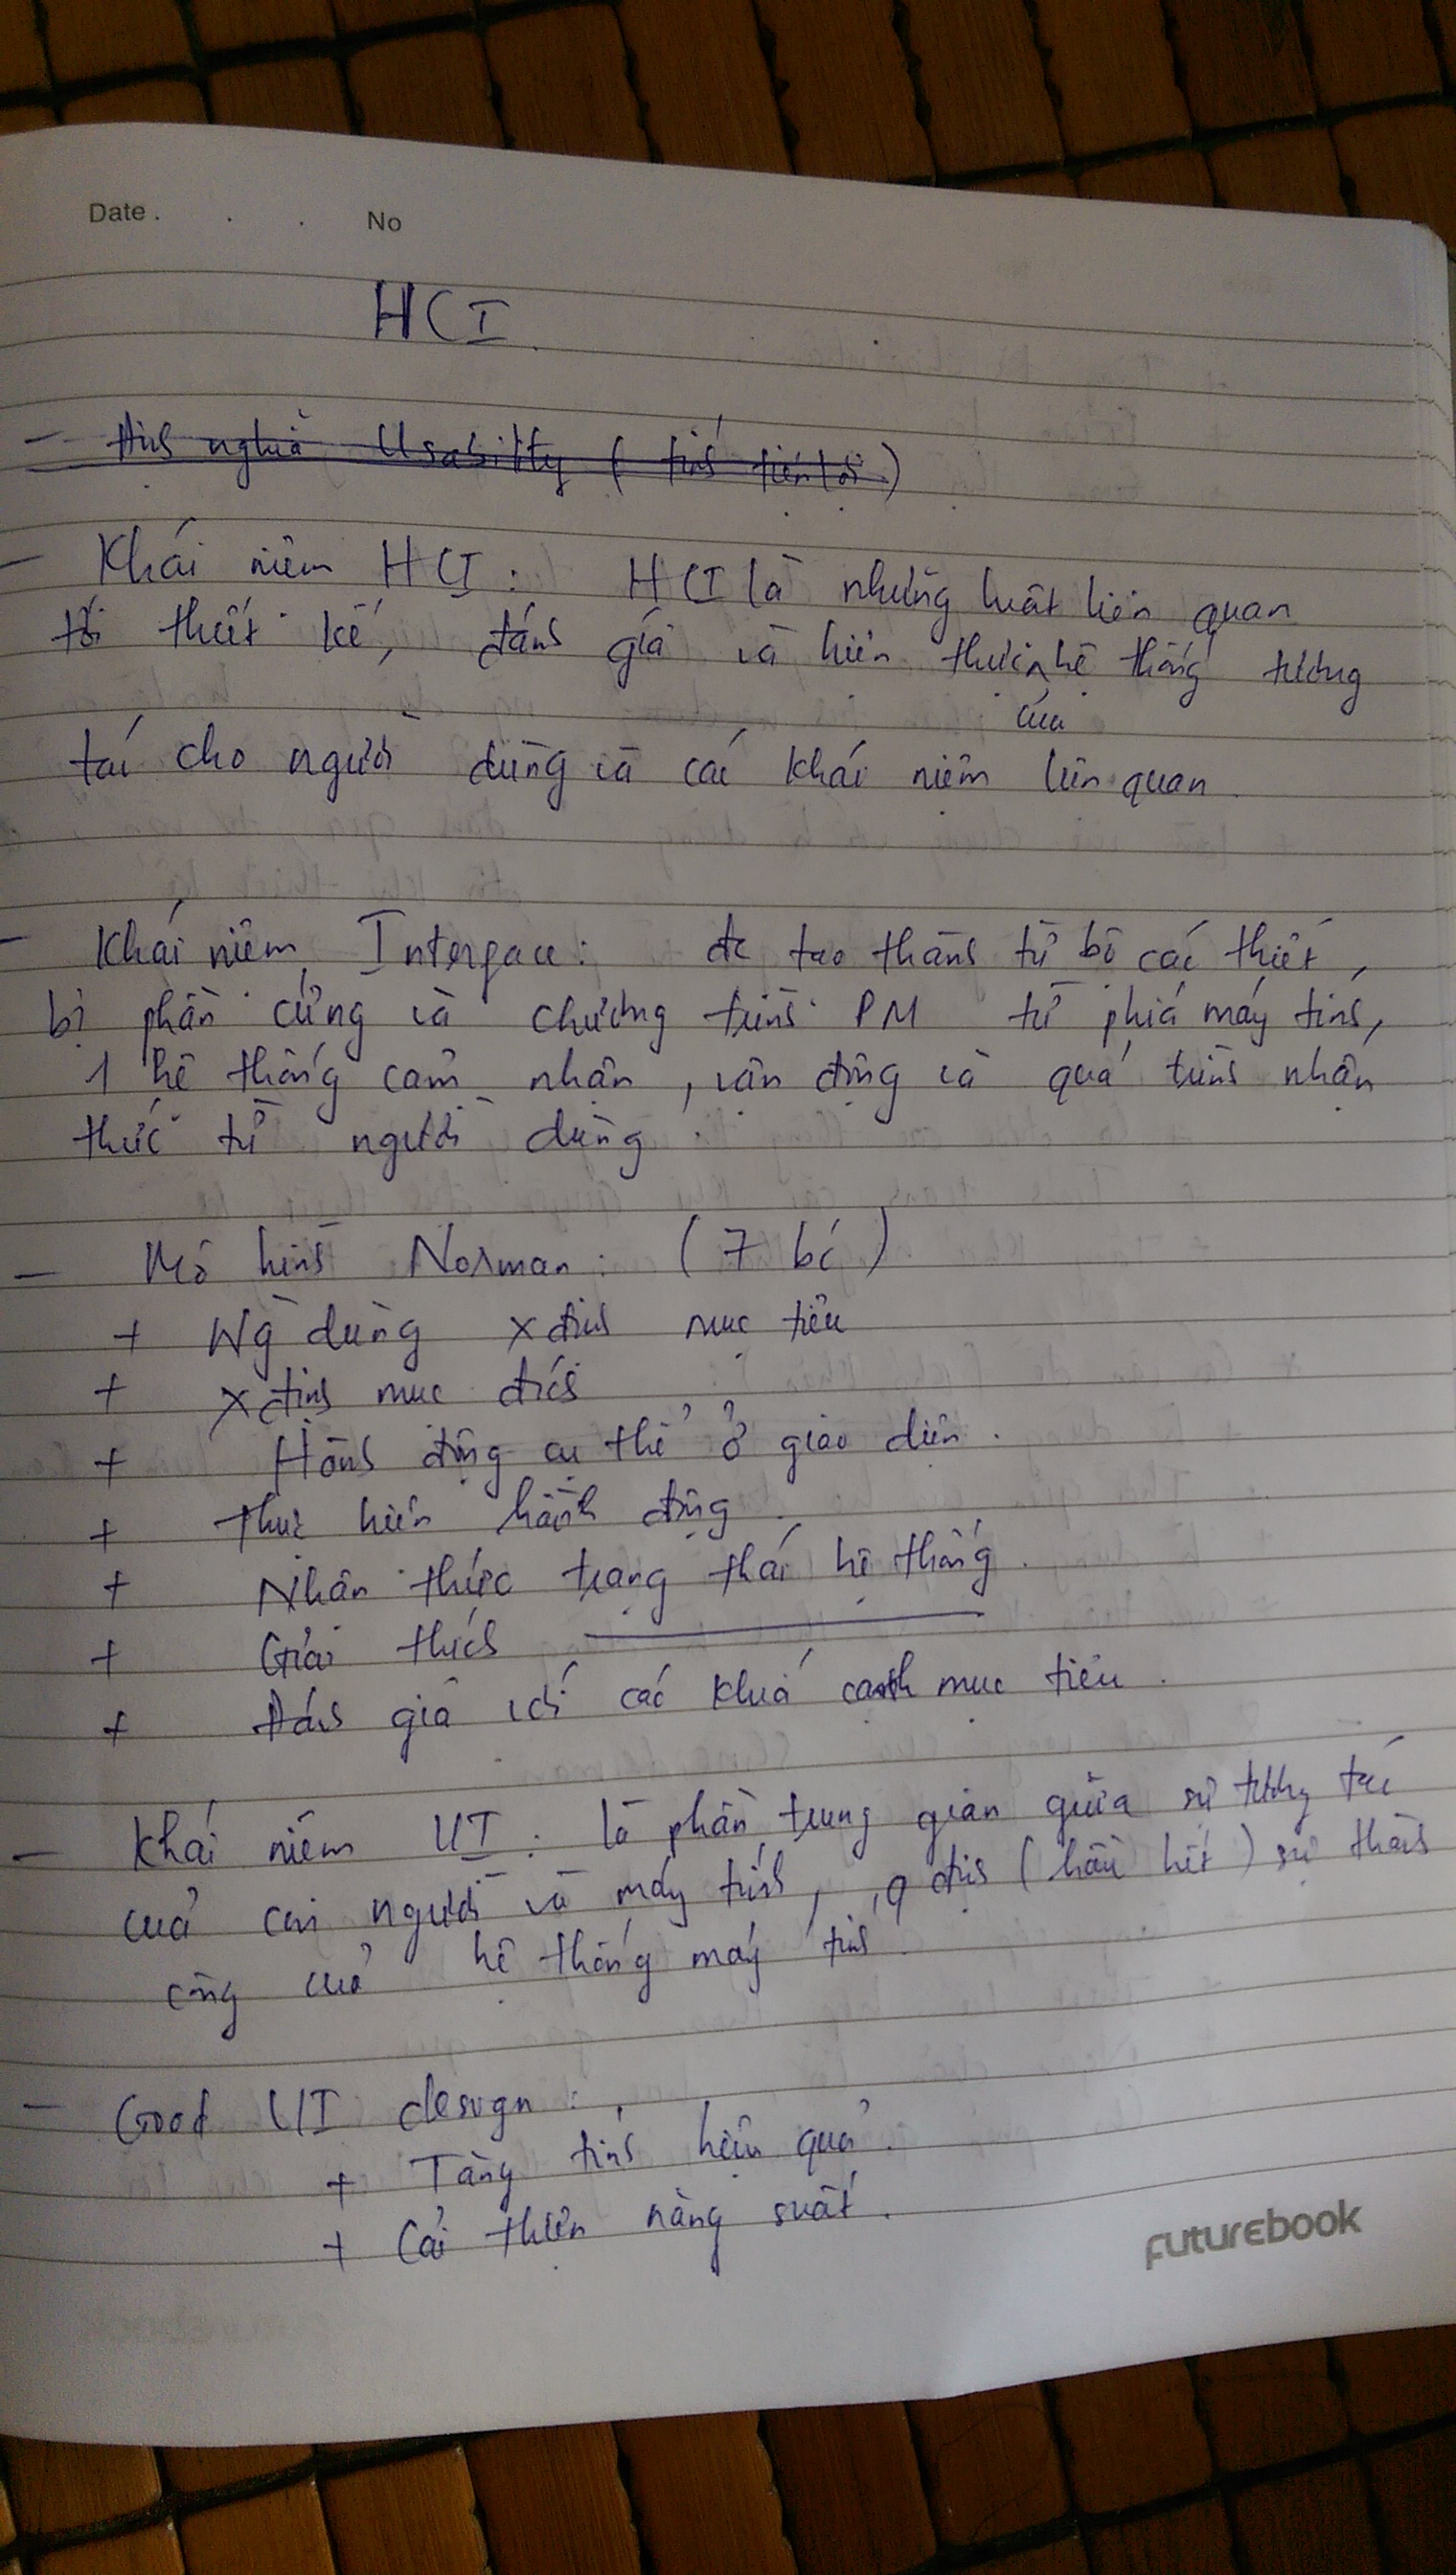 Date . . . No
HCI
- Định nghĩa Usability ( tính tiến tới )
- Khái niệm HCI : HCI là những luật liên quan
tới thiết kế, đánh giá và hiện thực hệ thống tương
của
tác cho người dùng và các khái niệm liên quan
- Khái niệm Interface : đc tạo thành từ bộ các thiết
bị phần cứng và chương trình PM từ phía máy tính,
1 hệ thống cảm nhận , vận động và quá trình nhận
thức từ người dùng .
- Mô hình Norman : ( 7 bć )
+ Ng dùng xđịnh mục tiêu
+ xđịnh mục đích
+ Hành động cụ thể ở giao diện .
+ Thực hiện hành động .
+ Nhận thức trạng thái hệ thống .
+ Giải thích
+ Đánh giá với các khía cạnh mục tiêu .
- Khái niệm UI : là phần trung gian giữa sự tương tác
của con người và máy tính, q định (hầu hết) sự thành
công của hệ thống máy tính .
- Good UI design :
+ Tăng tính hiệu quả .
+ Cải thiện năng suất .
futurebook